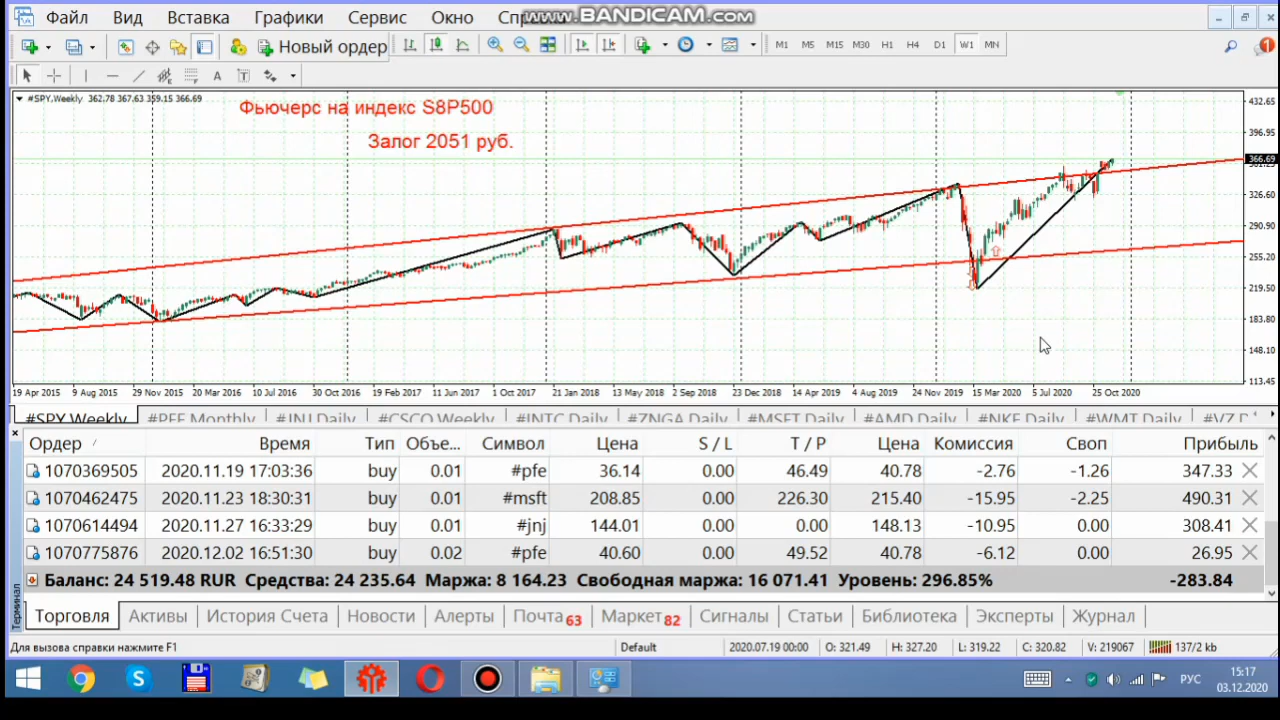 Файл Вид Вставка Графики Сервис Окно
www.BANDICAM.com
Новый ордер M1 M5 M15 M30 H1 H4 D1 W1 MN 1
A T
#SPY,Weekly 362.78 367.63 359.15 366.69
Фьючерс на индекс S8P500
Залог 2051 руб.
432.65
396.95
366.69
326.60
290.90
255.20
219.50
183.80
148.10
113.45
19 Apr 2015 9 Aug 2015 29 Nov 2015 20 Mar 2016 10 Jul 2016 30 Oct 2016 19 Feb 2017 11 Jun 2017 1 Oct 2017 21 Jan 2018 13 May 2018 2 Sep 2018 23 Dec 2018 14 Apr 2019 4 Aug 2019 24 Nov 2019 15 Mar 2020 5 Jul 2020 25 Oct 2020
#SPY,Weekly #PFE,Monthly #JNJ,Daily #CSCO,Weekly #INTC,Daily #ZNGA,Daily #MSFT,Daily #AMD,Daily #NKE,Daily #WMT,Daily #VZ,D
Ордер / Время Тип Объе... Символ Цена S / L T / P Цена Комиссия Своп Прибыль
1070369505 2020.11.19 17:03:36 buy 0.01 #pfe 36.14 0.00 46.49 40.78 -2.76 -1.26 347.33
1070462475 2020.11.23 18:30:31 buy 0.01 #msft 208.85 0.00 226.30 215.40 -15.95 -2.25 490.31
1070614494 2020.11.27 16:33:29 buy 0.01 #jnj 144.01 0.00 0.00 148.13 -10.95 0.00 308.41
1070775876 2020.12.02 16:51:30 buy 0.02 #pfe 40.60 0.00 49.52 40.78 -6.12 0.00 26.95
Баланс: 24 519.48 RUR Средства: 24 235.64 Маржа: 8 164.23 Свободная маржа: 16 071.41 Уровень: 296.85% -283.84
Терминал
Торговля Активы История Счета Новости Алерты Почта 63 Маркет 82 Сигналы Статьи Библиотека Эксперты Журнал
Для вызова справки нажмите F1 Default 2020.07.19 00:00 O: 321.49 H: 327.20 L: 319.22 C: 320.82 V: 219067 137/2 kb
РУС 15:17
03.12.2020